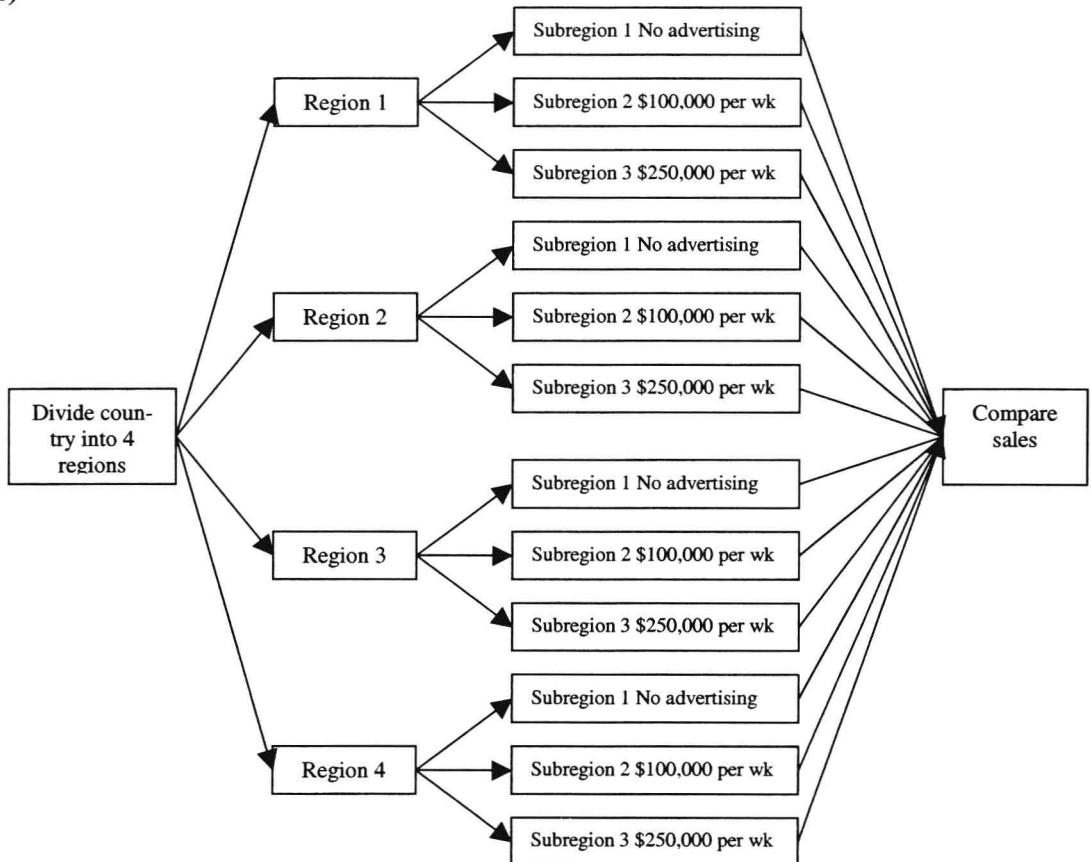 Divide coun-
try into 4
regions
Region 1
Subregion 1 No advertising
Subregion 2 $100,000 per wk
Subregion 3 $250,000 per wk
Region 2
Subregion 1 No advertising
Subregion 2 $100,000 per wk
Subregion 3 $250,000 per wk
Region 3
Subregion 1 No advertising
Subregion 2 $100,000 per wk
Subregion 3 $250,000 per wk
Region 4
Subregion 1 No advertising
Subregion 2 $100,000 per wk
Subregion 3 $250,000 per wk
Compare
sales